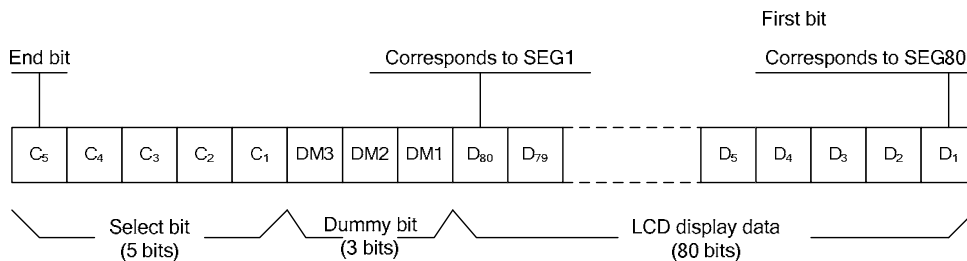 First bit
End bit
Corresponds to SEG1
Corresponds to SEG80
C5 C4 C3 C2 C1 DM3 DM2 DM1 D80 D79 D5 D4 D3 D2 D1
Select bit
(5 bits)
Dummy bit
(3 bits)
LCD display data
(80 bits)